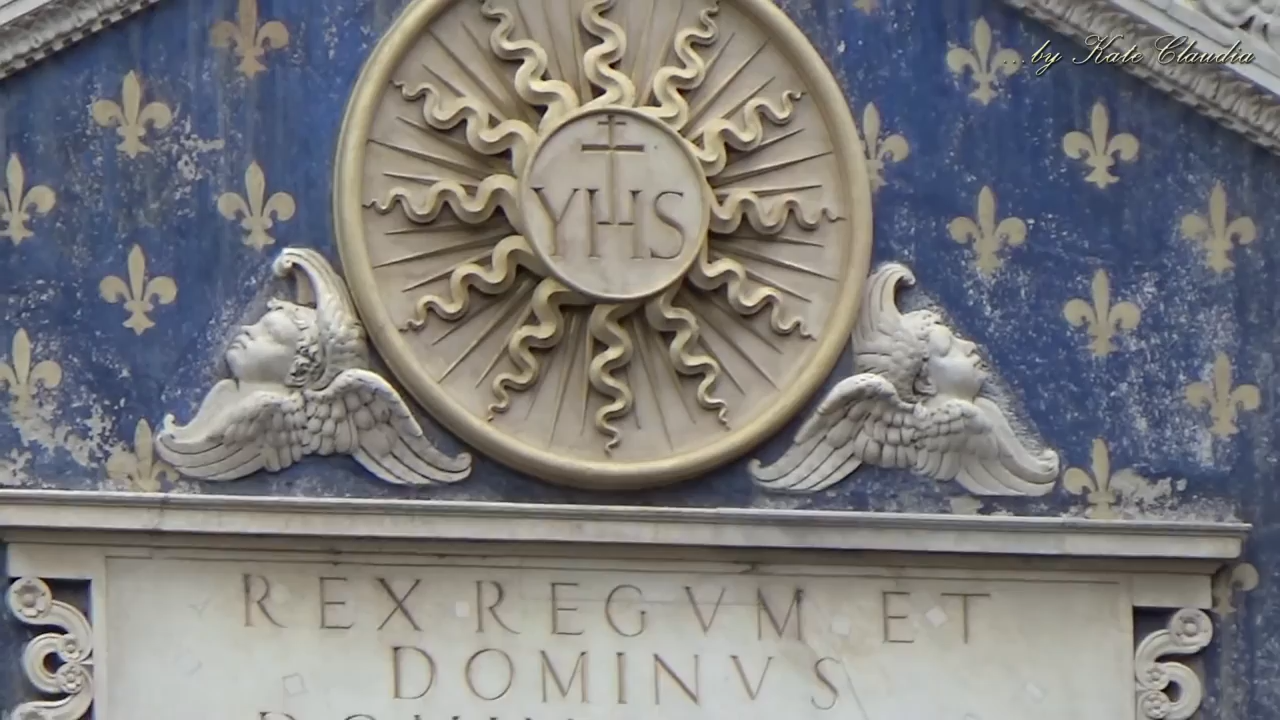 ...by Kate Claudia
YHS
REX REGVM ET
DOMINVS